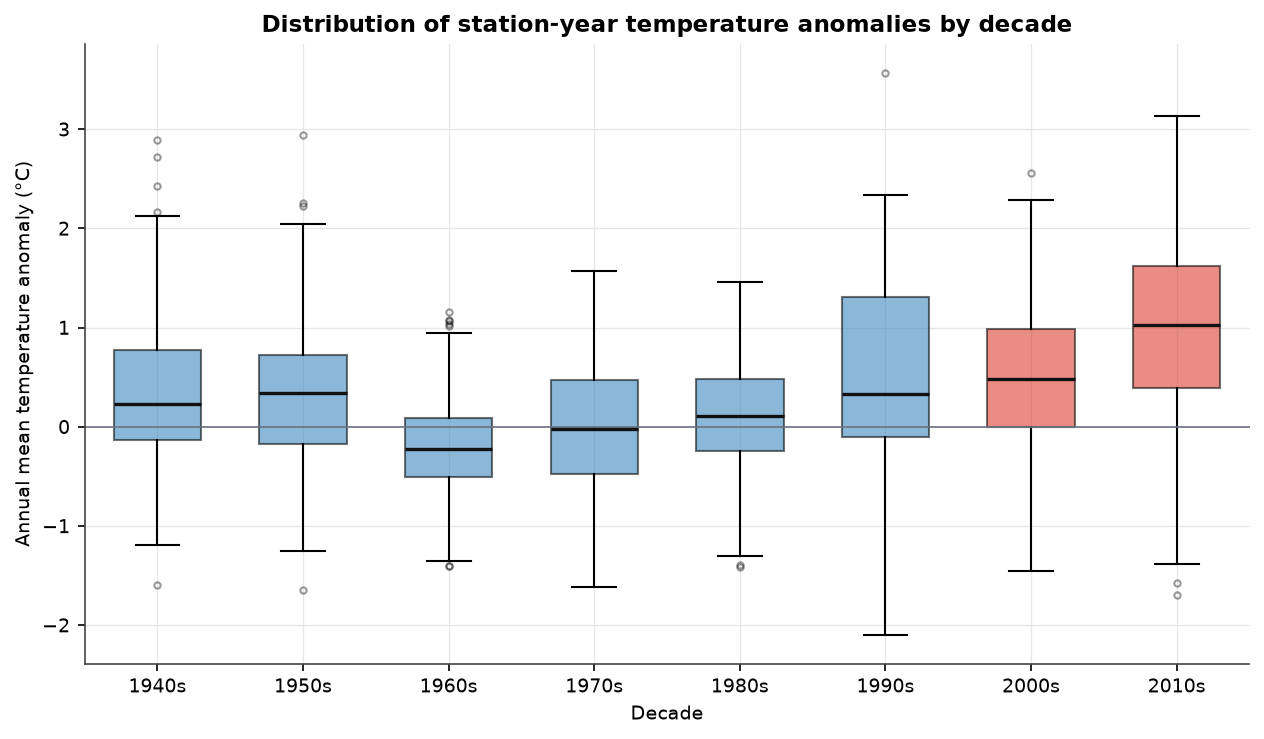 Distribution of station-year temperature anomalies by decade
Annual mean temperature anomaly (°C)
3
2
1
0
−1
−2
1940s 1950s 1960s 1970s 1980s 1990s 2000s 2010s
Decade